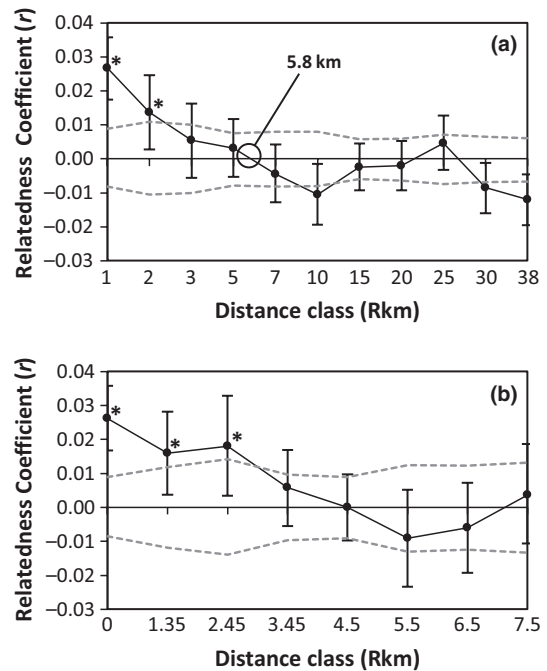 (a)
5.8 km
Relatedness Coefficient (r)
0.04
0.03
* 
0.02
*
0.01
0.00
–0.01
–0.02
–0.03
1 2 3 5 7 10 15 20 25 30 38
Distance class (Rkm)
(b)
Relatedness Coefficient (r)
0.04
0.03
*
0.02
* *
0.01
0.00
–0.01
–0.02
–0.03
0 1.35 2.45 3.45 4.5 5.5 6.5 7.5
Distance class (Rkm)